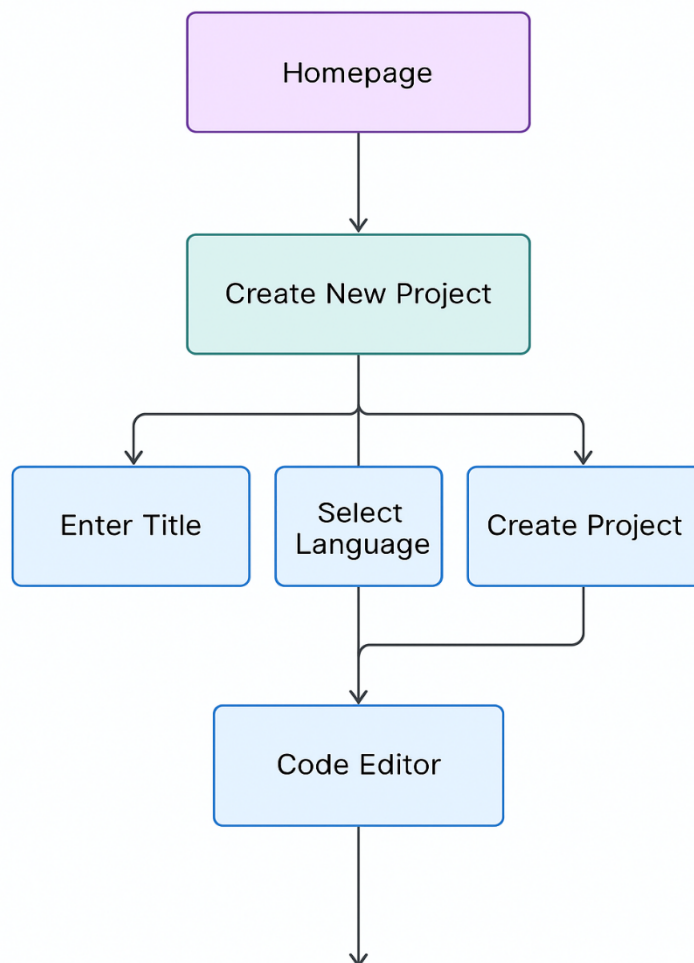 Homepage
Create New Project
Enter Title
Select
Language
Create Project
Code Editor